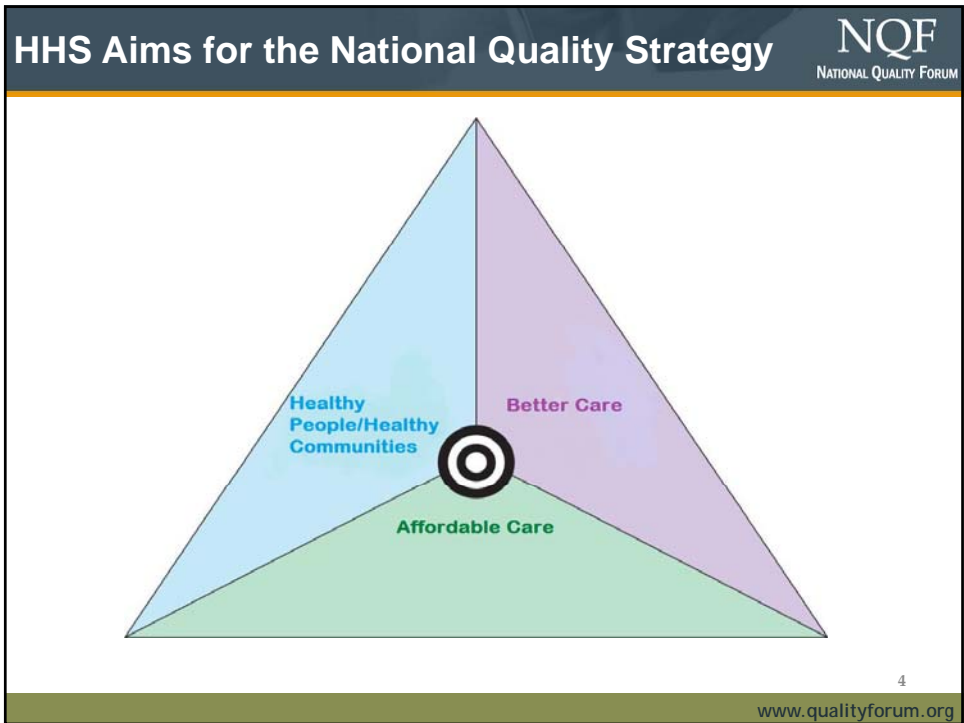 HHS Aims for the National Quality Strategy
NQF
NATIONAL QUALITY FORUM
Healthy
People/Healthy
Communities
Better Care
Affordable Care
4
www.qualityforum.org